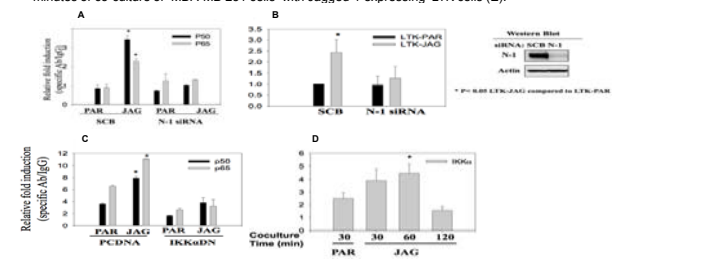 minutes of co-culture of MDA-MB-231 cells with Jagged-1 expressing LTK cells (E).
A
P50
P65
Relative fold induction
(specific Ab/IgG)
PAR JAG PAR JAG
SCB N-1 siRNA
B
LTK-PAR
LTK-JAG
3.5
3.0
2.5
2.0
1.5
1.0
0.5
0.0
SCB N-1 siRNA
Western Blot
siRNA: SCB N-1
N-1
Actin
* P< 0.05 LTK-JAG compared to LTK-PAR
C
p50
p65
Relative fold induction
(specific Ab/IgG)
12
10
8
6
4
2
0
PAR JAG PAR JAG
PCDNA IKKαDN
D
IKKα
6
5
4
3
2
1
0
Coculture
Time (min)
30 30 60 120
PAR JAG